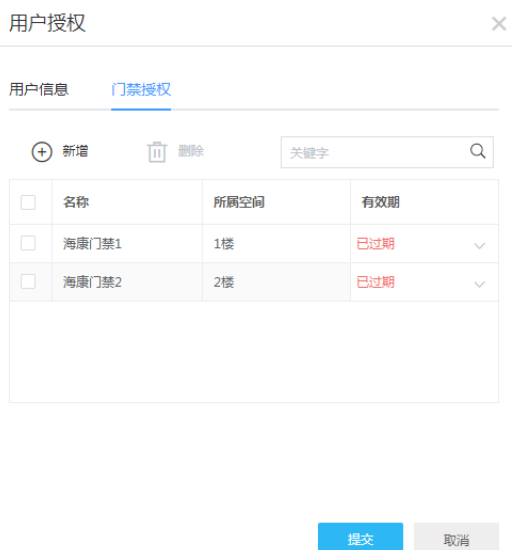 用户授权
用户信息 门禁授权
新增 删除 关键字
名称 所属空间 有效期
海康门禁1 1楼 已过期
海康门禁2 2楼 已过期
提交 取消